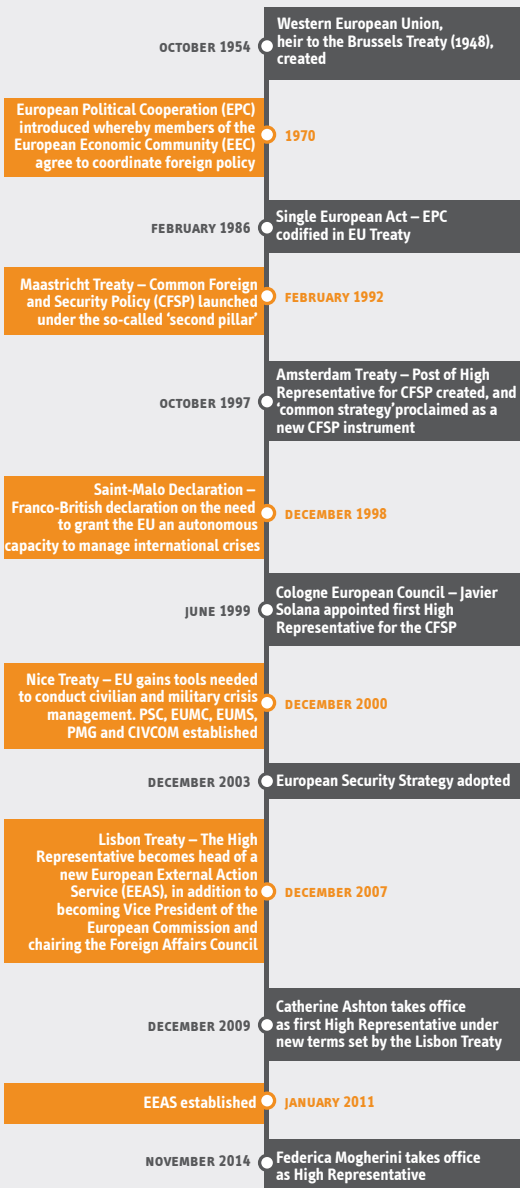 OCTOBER 1954
Western European Union,
heir to the Brussels Treaty (1948),
created
European Political Cooperation (EPC)
introduced whereby members of the
European Economic Community (EEC)
agree to coordinate foreign policy
1970
FEBRUARY 1986
Single European Act – EPC
codified in EU Treaty
Maastricht Treaty – Common Foreign
and Security Policy (CFSP) launched
under the so-called ‘second pillar’
FEBRUARY 1992
OCTOBER 1997
Amsterdam Treaty – Post of High
Representative for CFSP created, and
‘common strategy’proclaimed as a
new CFSP instrument
Saint-Malo Declaration –
Franco-British declaration on the need
to grant the EU an autonomous
capacity to manage international crises
DECEMBER 1998
JUNE 1999
Cologne European Council – Javier
Solana appointed first High
Representative for the CFSP
Nice Treaty – EU gains tools needed
to conduct civilian and military crisis
management. PSC, EUMC, EUMS,
PMG and CIVCOM established
DECEMBER 2000
DECEMBER 2003
European Security Strategy adopted
Lisbon Treaty – The High
Representative becomes head of a
new European External Action
Service (EEAS), in addition to
becoming Vice President of the
European Commission and
chairing the Foreign Affairs Council
DECEMBER 2007
DECEMBER 2009
Catherine Ashton takes office
as first High Representative under
new terms set by the Lisbon Treaty
EEAS established
JANUARY 2011
NOVEMBER 2014
Federica Mogherini takes office
as High Representative